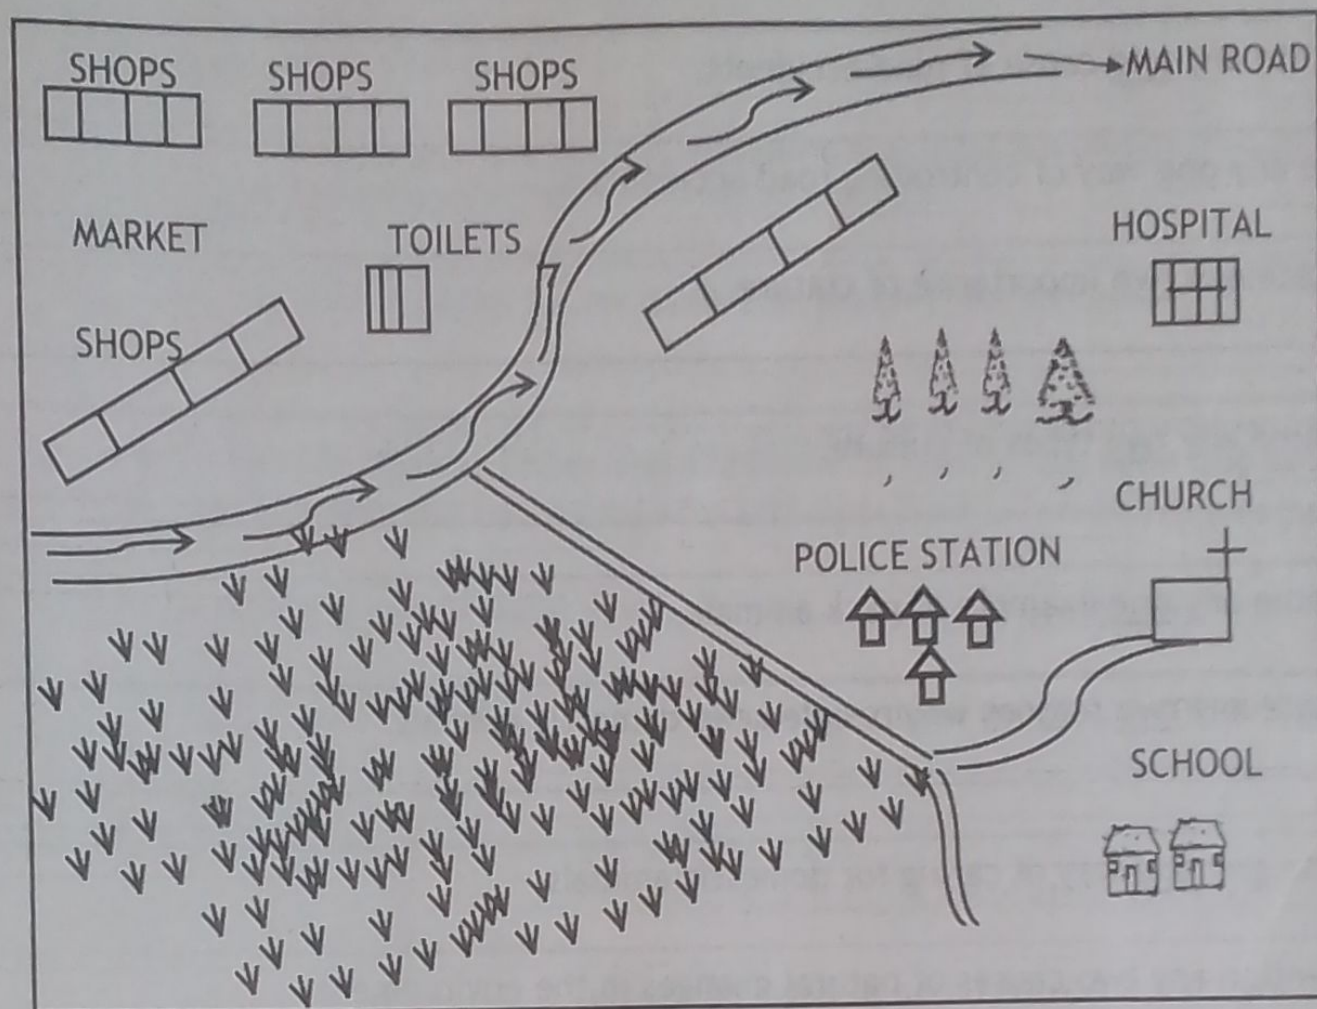 SHOPS SHOPS SHOPS
MAIN ROAD
MARKET TOILETS
HOSPITAL
SHOPS
CHURCH
POLICE STATION
SCHOOL